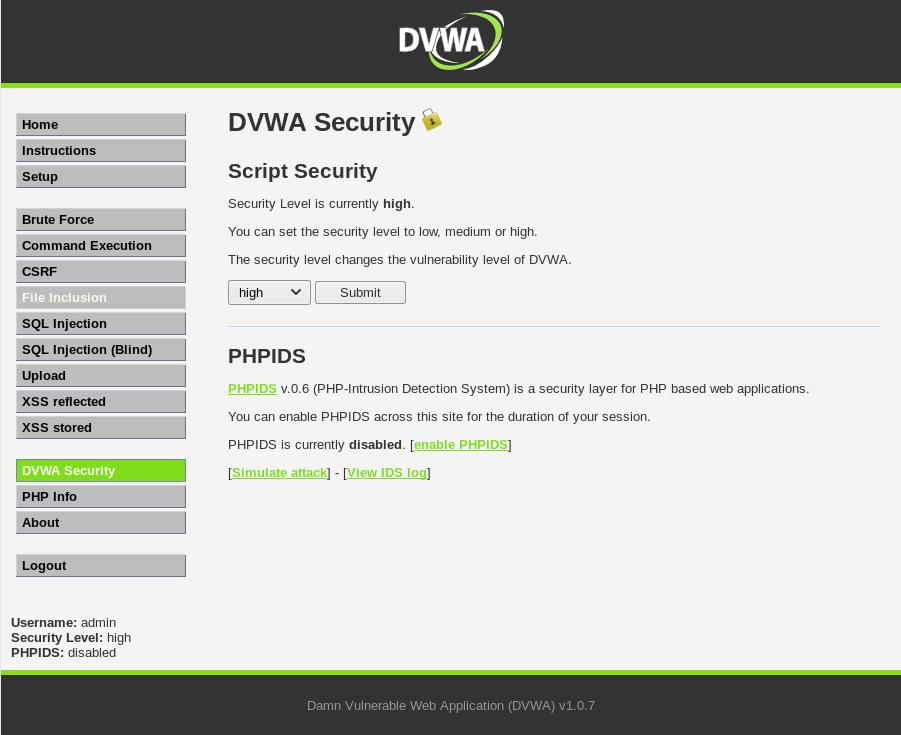 DVWA
Home
Instructions
Setup
Brute Force
Command Execution
CSRF
File Inclusion
SQL Injection
SQL Injection (Blind)
Upload
XSS reflected
XSS stored
DVWA Security
PHP Info
About
Logout
Username: admin
Security Level: high
PHPIDS: disabled
DVWA Security
Script Security
Security Level is currently high.
You can set the security level to low, medium or high.
The security level changes the vulnerability level of DVWA.
high Submit
PHPIDS
PHPIDS v.0.6 (PHP-Intrusion Detection System) is a security layer for PHP based web applications.
You can enable PHPIDS across this site for the duration of your session.
PHPIDS is currently disabled. [enable PHPIDS]
[Simulate attack] - [View IDS log]
Damn Vulnerable Web Application (DVWA) v1.0.7